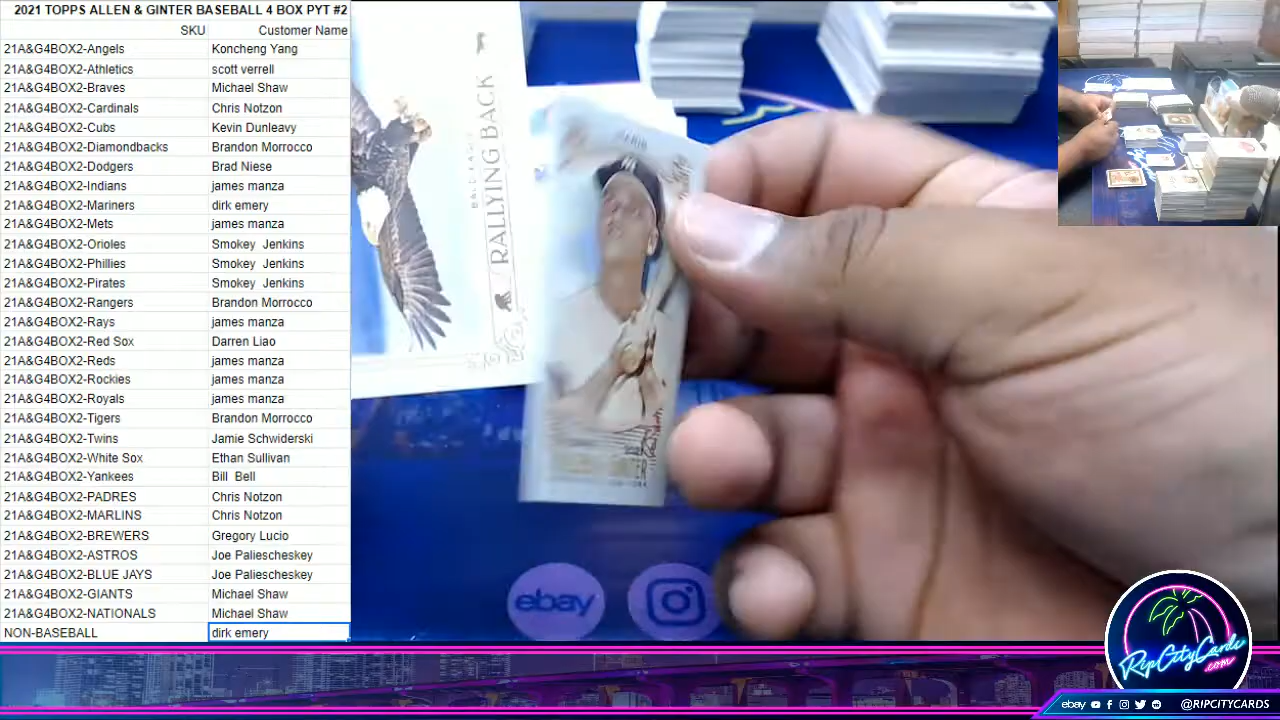 2021 TOPPS ALLEN & GINTER BASEBALL 4 BOX PYT #2
SKU Customer Name
21A&G4BOX2-Angels Koncheng Yang
21A&G4BOX2-Athletics scott verrell
21A&G4BOX2-Braves Michael Shaw
21A&G4BOX2-Cardinals Chris Notzon
21A&G4BOX2-Cubs Kevin Dunleavy
21A&G4BOX2-Diamondbacks Brandon Morrocco
21A&G4BOX2-Dodgers Brad Niese
21A&G4BOX2-Indians james manza
21A&G4BOX2-Mariners dirk emery
21A&G4BOX2-Mets james manza
21A&G4BOX2-Orioles Smokey Jenkins
21A&G4BOX2-Phillies Smokey Jenkins
21A&G4BOX2-Pirates Smokey Jenkins
21A&G4BOX2-Rangers Brandon Morrocco
21A&G4BOX2-Rays james manza
21A&G4BOX2-Red Sox Darren Liao
21A&G4BOX2-Reds james manza
21A&G4BOX2-Rockies james manza
21A&G4BOX2-Royals james manza
21A&G4BOX2-Tigers Brandon Morrocco
21A&G4BOX2-Twins Jamie Schwiderski
21A&G4BOX2-White Sox Ethan Sullivan
21A&G4BOX2-Yankees Bill Bell
21A&G4BOX2-PADRES Chris Notzon
21A&G4BOX2-MARLINS Chris Notzon
21A&G4BOX2-BREWERS Gregory Lucio
21A&G4BOX2-ASTROS Joe Paliescheskey
21A&G4BOX2-BLUE JAYS Joe Paliescheskey
21A&G4BOX2-GIANTS Michael Shaw
21A&G4BOX2-NATIONALS Michael Shaw
NON-BASEBALL dirk emery
RALLYING BACK
ebay
RipCityCards
.com
ebay @RIPCITYCARDS